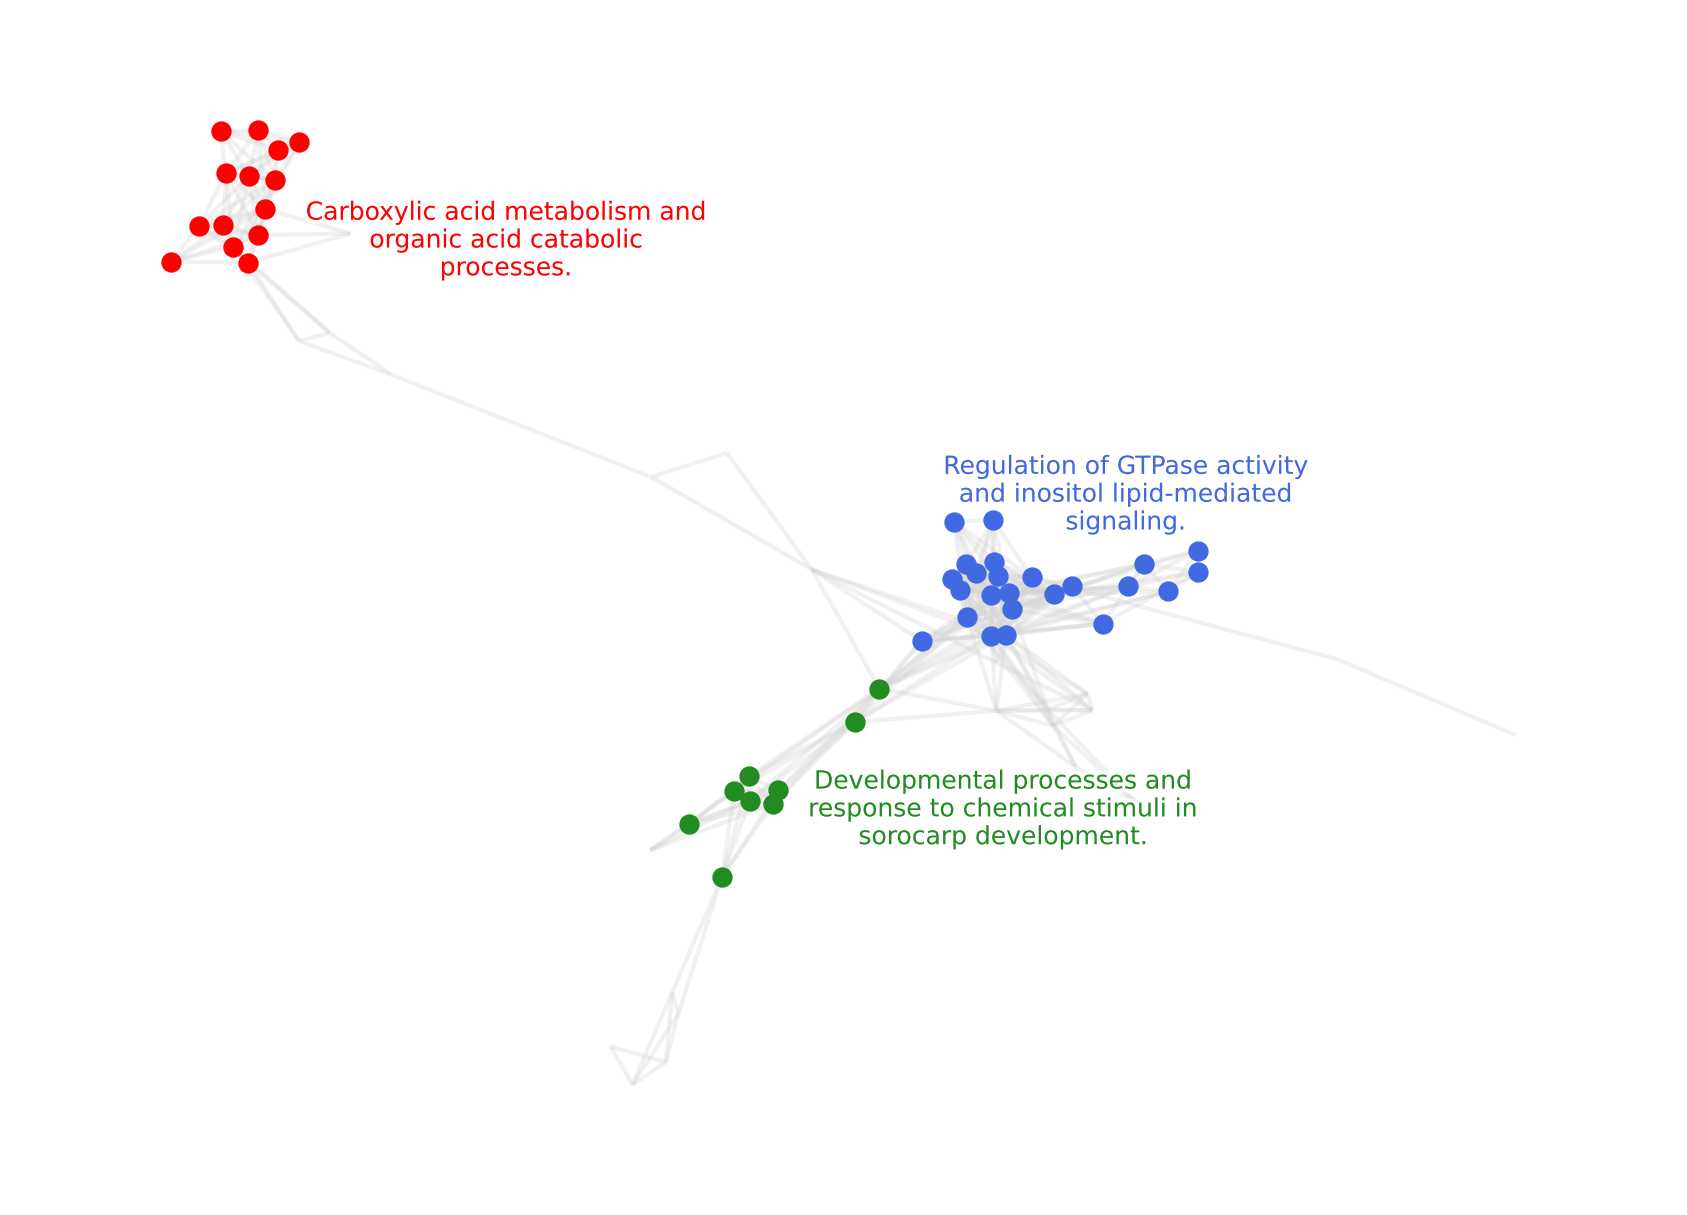 Carboxylic acid metabolism and
organic acid catabolic
processes.
Regulation of GTPase activity
and inositol lipid-mediated
signaling.
Developmental processes and
response to chemical stimuli in
sorocarp development.